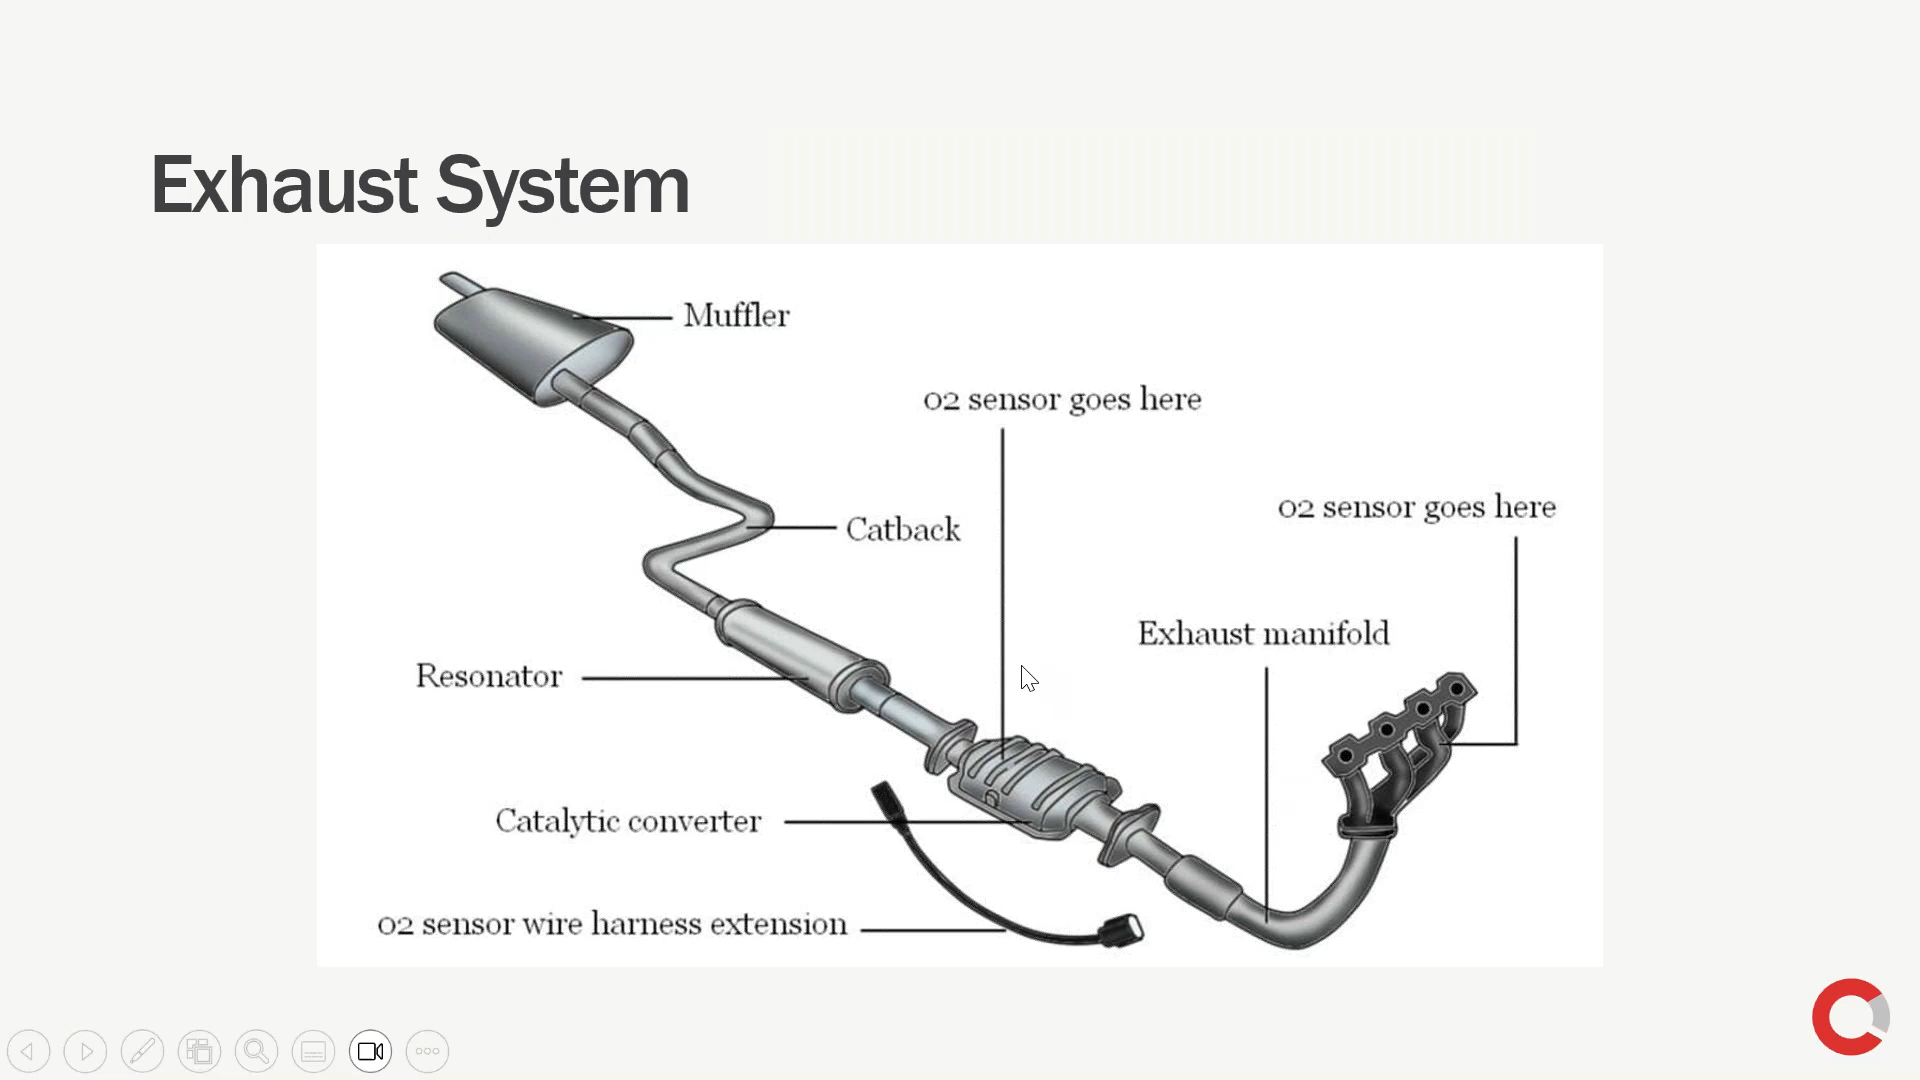 Exhaust System
Muffler
o2 sensor goes here
o2 sensor goes here
Catback
Exhaust manifold
Resonator
Catalytic converter
o2 sensor wire harness extension